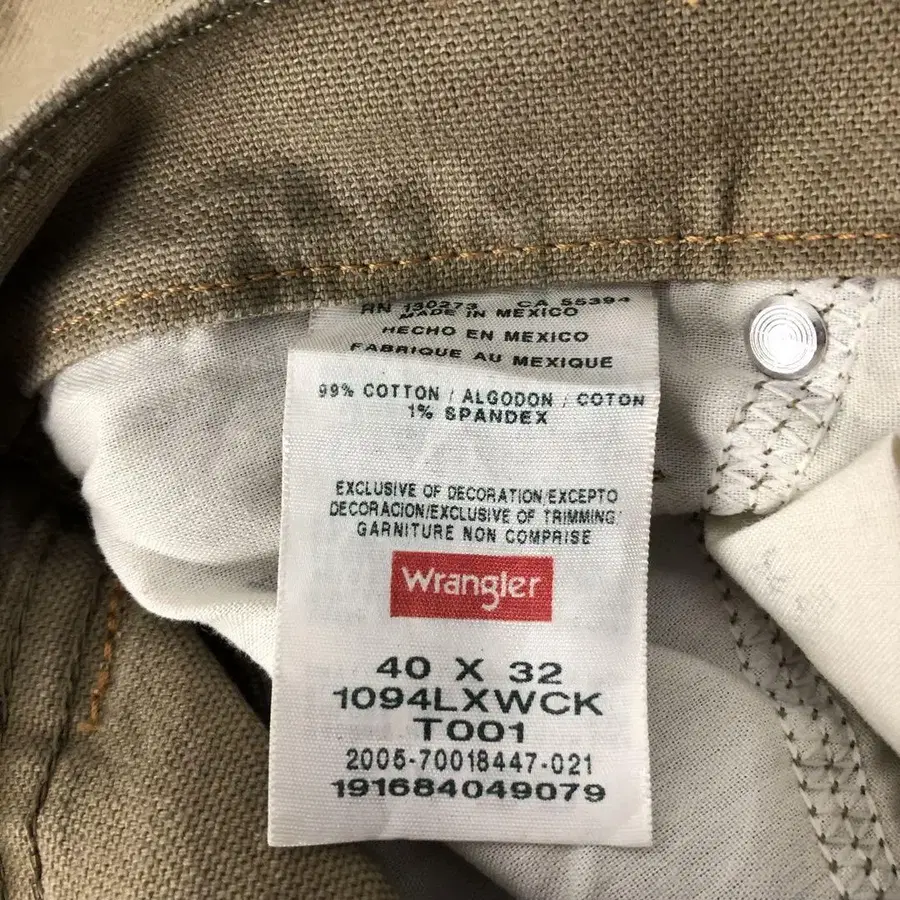 RN 130273 CA 55394
MADE IN MEXICO
HECHO EN MEXICO
FABRIQUE AU MEXIQUE
99% COTTON / ALGODON / COTON
1% SPANDEX
EXCLUSIVE OF DECORATION/EXCEPTO
DECORACION/EXCLUSIVE OF TRIMMING/
GARNITURE NON COMPRISE
Wrangler
40 X 32
1094LXWCK
T001
2005-70018447-021
191684049079